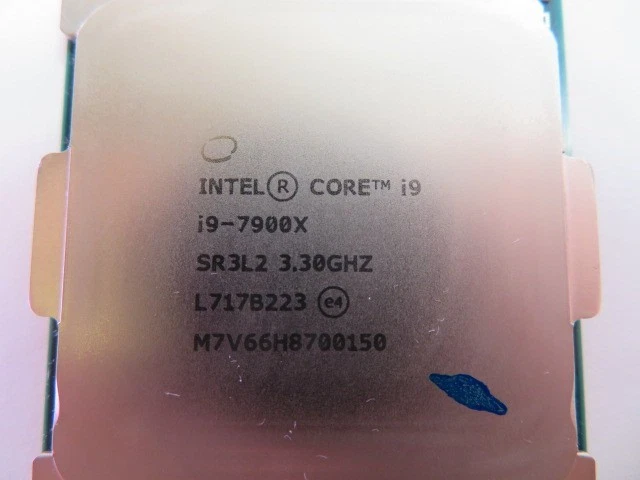 INTEL® CORE™ i9
i9-7900X
SR3L2 3.30GHZ
L717B223 e4
M7V66H8700150